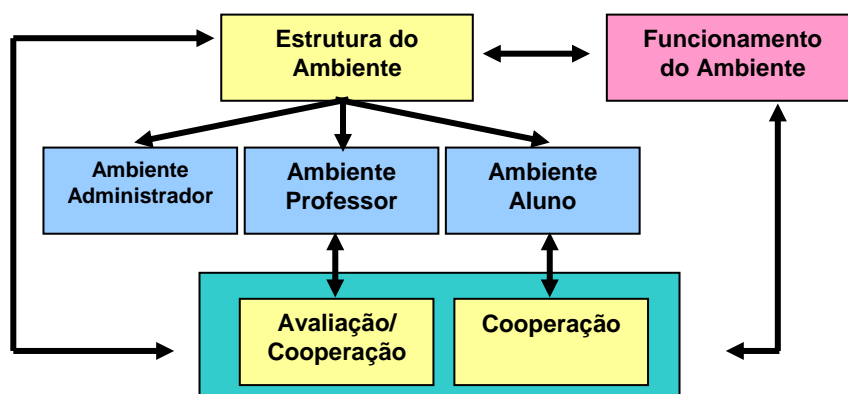 Estrutura do
Ambiente
Funcionamento
do Ambiente
Ambiente
Administrador
Ambiente
Professor
Ambiente
Aluno
Avaliação/
Cooperação
Cooperação